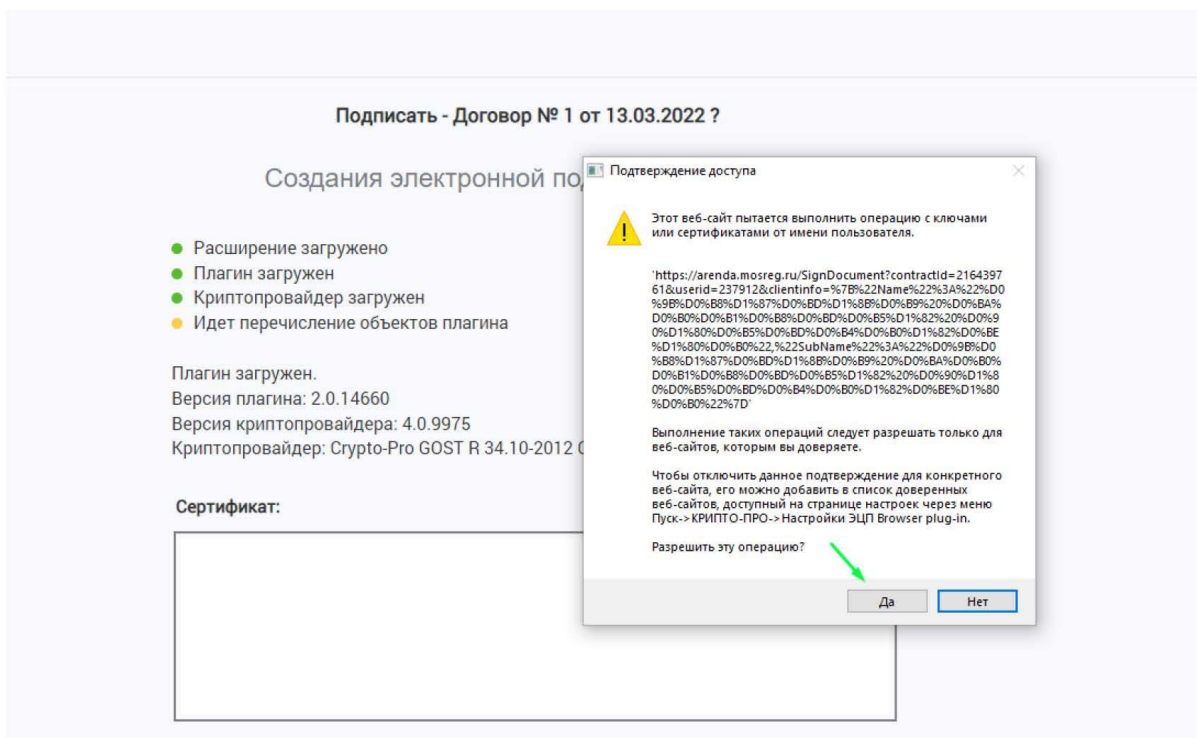 Подписать - Договор № 1 от 13.03.2022 ?
Создания электронной по
Расширение загружено
Плагин загружен
Криптопровайдер загружен
Идет перечисление объектов плагина
Плагин загружен.
Версия плагина: 2.0.14660
Версия криптопровайдера: 4.0.9975
Криптопровайдер: Crypto-Pro GOST R 34.10-2012
Сертификат:
Подтверждение доступа
Этот веб-сайт пытается выполнить операцию с ключами
или сертификатами от имени пользователя.
'https://arenda.mosreg.ru/SignDocument?contractId=2164397
61&userid=237912&clientinfo=%7B%22Name%22%3A%22%D0
%9B%D0%B8%D1%87%D0%BD%D1%8B%D0%B9%20%D0%BA%
D0%B0%D0%B1%D0%B8%D0%BD%D0%B5%D1%82%20%D0%9
0%D1%80%D0%B5%D0%BD%D0%B4%D0%B0%D1%82%D0%BE
%D1%80%D0%B0%22,%22SubName%22%3A%22%D0%9B%D0
%B8%D1%87%D0%BD%D1%8B%D0%B9%20%D0%BA%D0%B0%
D0%B1%D0%B8%D0%BD%D0%B5%D1%82%20%D0%90%D1%8
0%D0%B5%D0%BD%D0%B4%D0%B0%D1%82%D0%BE%D1%80
%D0%B0%22%7D'
Выполнение таких операций следует разрешать только для
веб-сайтов, которым вы доверяете.
Чтобы отключить данное подтверждение для конкретного
веб-сайта, его можно добавить в список доверенных
веб-сайтов, доступный на странице настроек через меню
Пуск->КРИПТО-ПРО->Настройки ЭЦП Browser plug-in.
Разрешить эту операцию?
Да
Нет